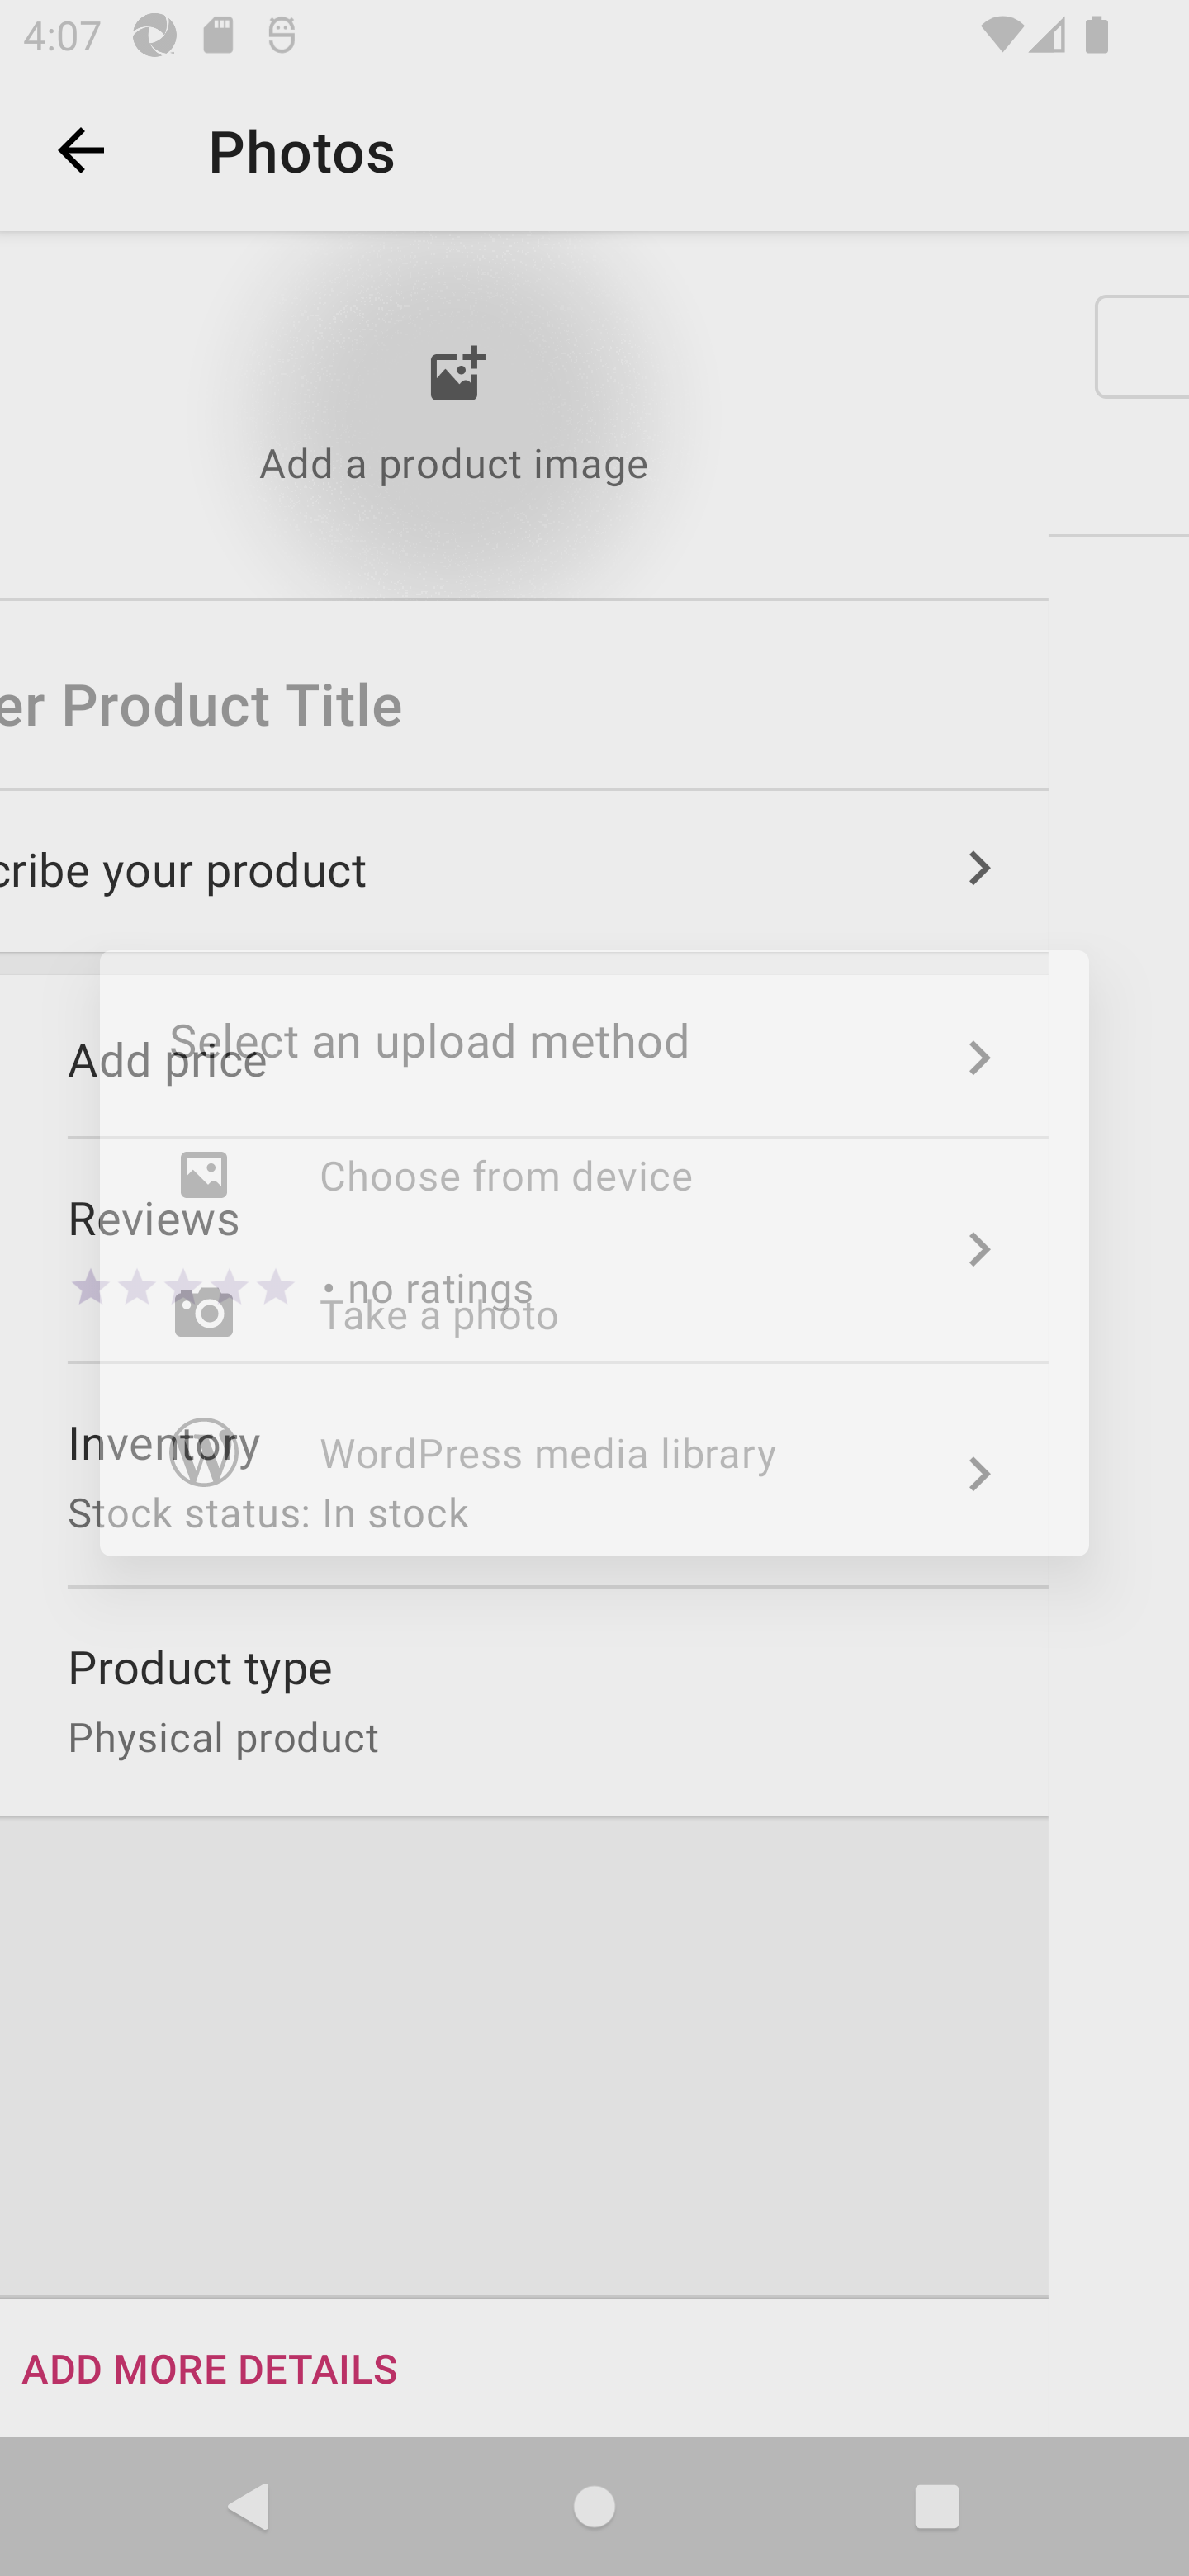 4:07
Photos
Add a product image
er Product Title
cribe your product
Select an upload method
Add price
Choose from device
Reviews
• no ratings
Take a photo
Inventory
WordPress media library
Stock status: In stock
Product type
Physical product
ADD MORE DETAILS